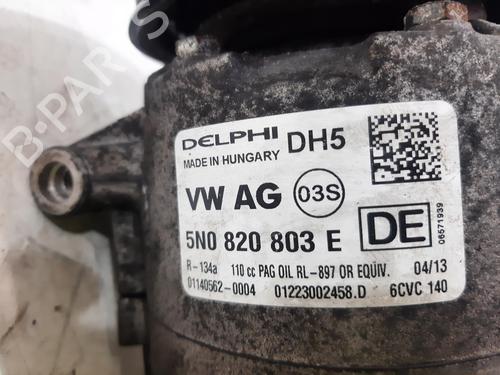 B-PARTS
DELPHI DH5
MADE IN HUNGARY
VW AG 03S
5N0 820 803 E DE
06571939
R-134a 110 cc PAG OIL RL-897 OR EQUIV. 04/13
01140562-0004 01223002458.D 6CVC 140